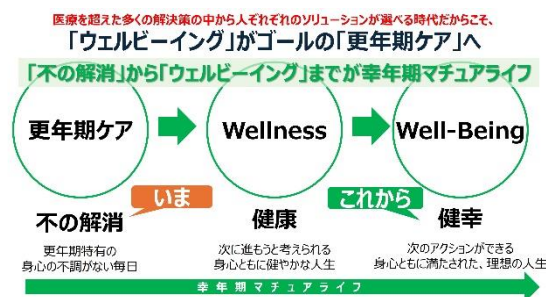 医療を超えた多くの解決策の中から人ぞれぞれのソリューションが選べる時代だからこそ、
「ウェルビーイング」がゴールの「更年期ケア」へ
「不の解消」から「ウェルビーイング」までが幸年期マチュアライフ
更年期ケア
Wellness
Well-Being
いま
これから
不の解消
健康
健幸
更年期特有の
身心の不調がない毎日
次に進もうと考えられる
身心ともに健やかな人生
次のアクションができる
身心ともに満たされた、理想の人生
幸年期マチュアライフ